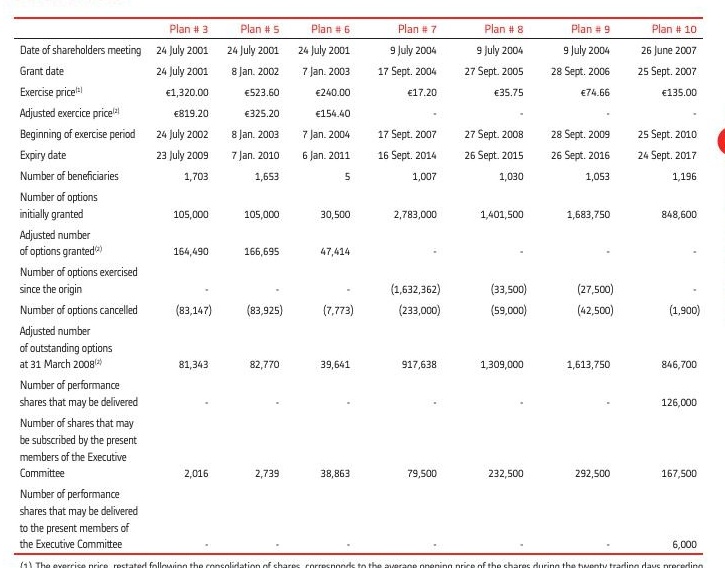 Plan # 3 Plan # 5 Plan # 6 Plan # 7 Plan # 8 Plan # 9 Plan # 10
Date of shareholders meeting 24 July 2001 24 July 2001 24 July 2001 9 July 2004 9 July 2004 9 July 2004 26 June 2007
Grant date 24 July 2001 8 Jan. 2002 7 Jan. 2003 17 Sept. 2004 27 Sept. 2005 28 Sept. 2006 25 Sept. 2007
Exercise price(1) €1,320.00 €523.60 €240.00 €17.20 €35.75 €74.66 €135.00
Adjusted exercice price(2) €819.20 €325.20 €154.40 - - - -
Beginning of exercise period 24 July 2002 8 Jan. 2003 7 Jan. 2004 17 Sept. 2007 27 Sept. 2008 28 Sept. 2009 25 Sept. 2010
Expiry date 23 July 2009 7 Jan. 2010 6 Jan. 2011 16 Sept. 2014 26 Sept. 2015 26 Sept. 2016 24 Sept. 2017
Number of beneficiaries 1,703 1,653 5 1,007 1,030 1,053 1,196
Number of options
initially granted 105,000 105,000 30,500 2,783,000 1,401,500 1,683,750 848,600
Adjusted number
of options granted(2) 164,490 166,695 47,414 - - - -
Number of options exercised
since the origin - - - (1,632,362) (33,500) (27,500) -
Number of options cancelled (83,147) (83,925) (7,773) (233,000) (59,000) (42,500) (1,900)
Adjusted number
of outstanding options
at 31 March 2008(2) 81,343 82,770 39,641 917,638 1,309,000 1,613,750 846,700
Number of performance
shares that may be delivered - - - - - - 126,000
Number of shares that may
be subscribed by the present
members of the Executive
Committee 2,016 2,739 38,863 79,500 232,500 292,500 167,500
Number of performance
shares that may be delivered
to the present members of
the Executive Committee - - - - - - 6,000
(1) The exercise price, restated following the consolidation of shares, corresponds to the average opening price of the shares during the twenty trading days preceding